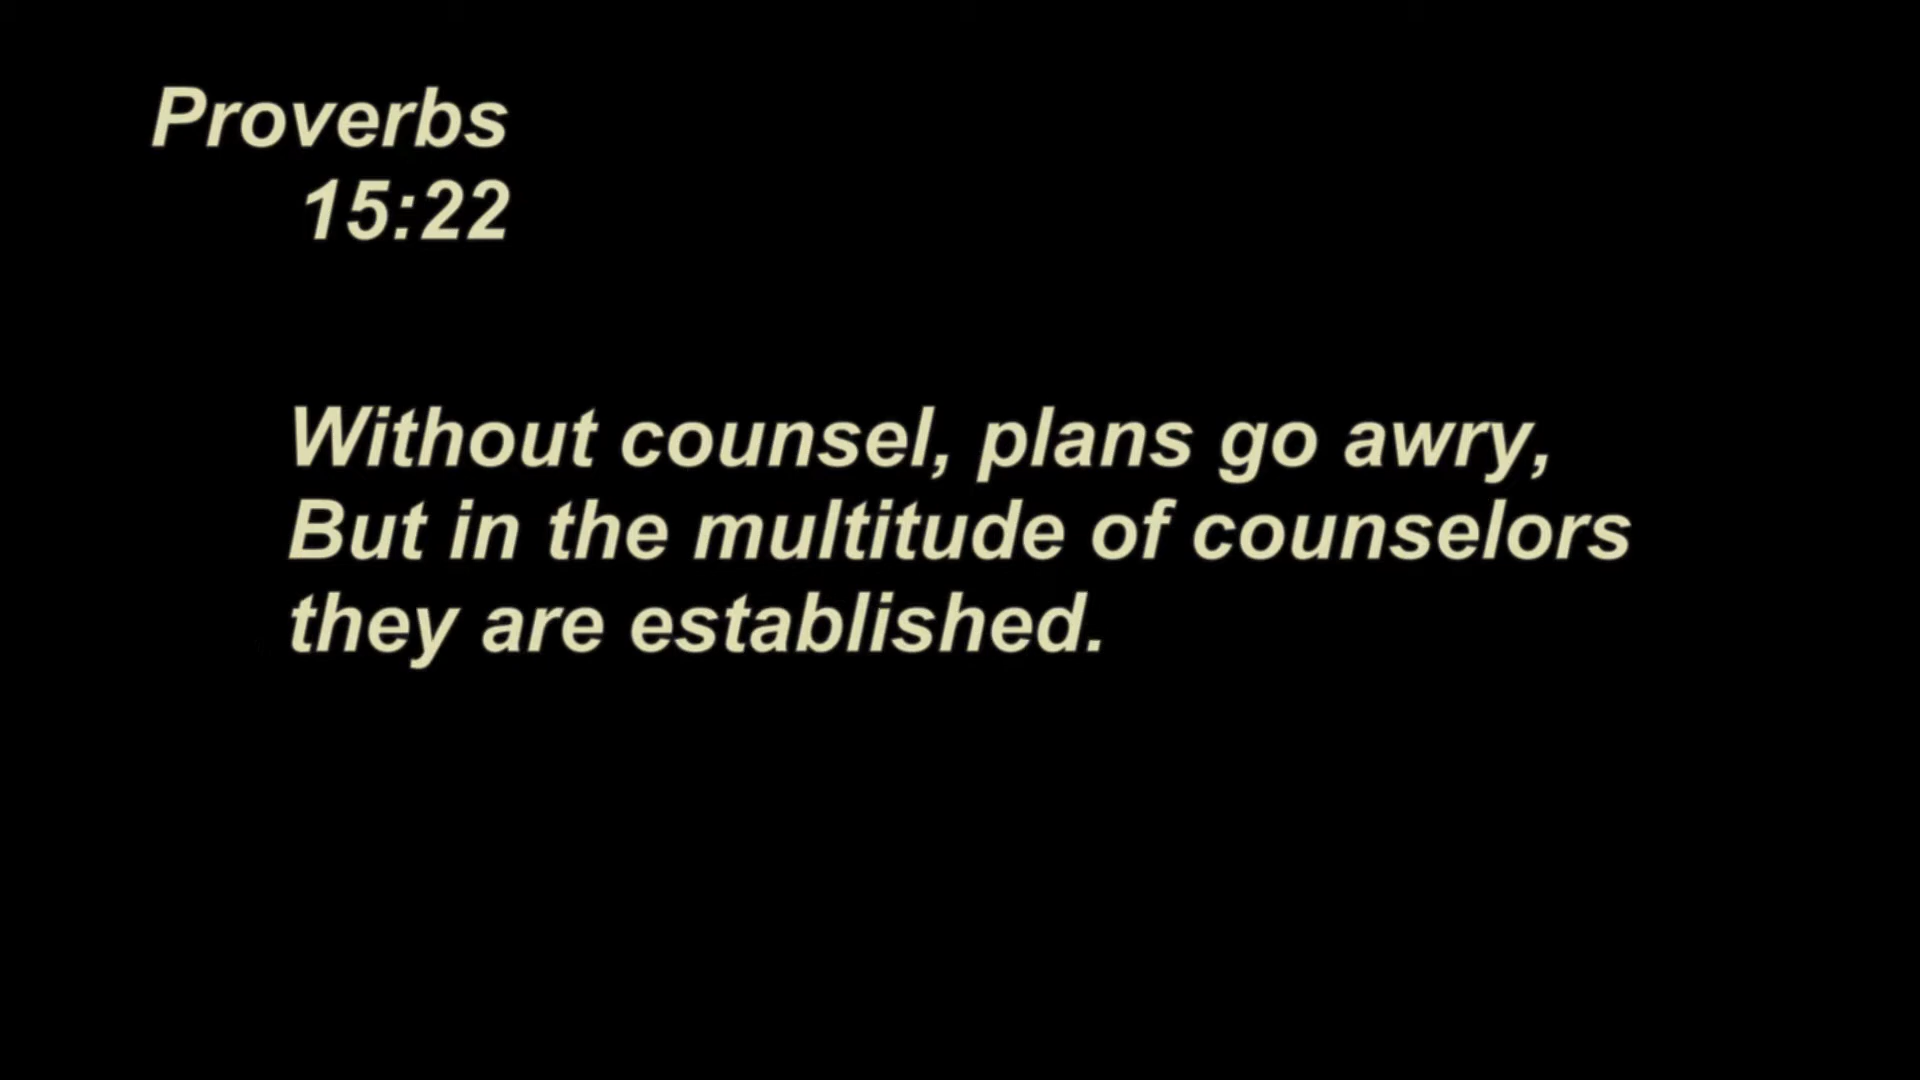 Proverbs
15:22
Without counsel, plans go awry,
But in the multitude of counselors
they are established.